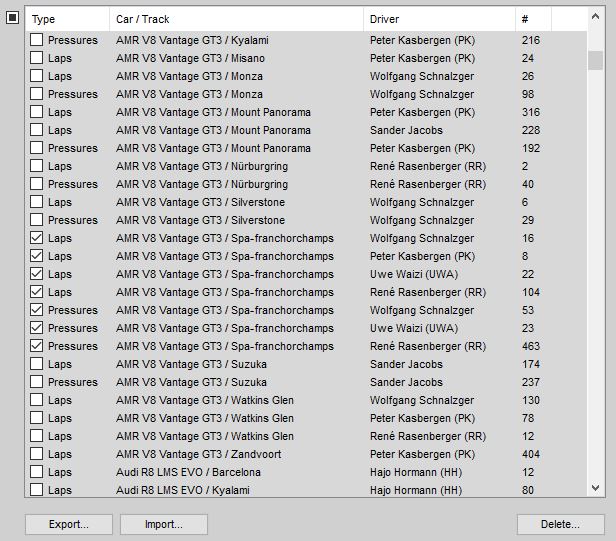 Type Car / Track Driver #
Pressures AMR V8 Vantage GT3 / Kyalami Peter Kasbergen (PK) 216
Laps AMR V8 Vantage GT3 / Misano Peter Kasbergen (PK) 24
Laps AMR V8 Vantage GT3 / Monza Wolfgang Schnalzger 26
Pressures AMR V8 Vantage GT3 / Monza Wolfgang Schnalzger 98
Laps AMR V8 Vantage GT3 / Mount Panorama Peter Kasbergen (PK) 316
Laps AMR V8 Vantage GT3 / Mount Panorama Sander Jacobs 228
Pressures AMR V8 Vantage GT3 / Mount Panorama Peter Kasbergen (PK) 192
Laps AMR V8 Vantage GT3 / Nürburgring René Rasenberger (RR) 2
Pressures AMR V8 Vantage GT3 / Nürburgring René Rasenberger (RR) 40
Laps AMR V8 Vantage GT3 / Silverstone Wolfgang Schnalzger 6
Pressures AMR V8 Vantage GT3 / Silverstone Wolfgang Schnalzger 29
Laps AMR V8 Vantage GT3 / Spa-franchorchamps Wolfgang Schnalzger 16
Laps AMR V8 Vantage GT3 / Spa-franchorchamps Peter Kasbergen (PK) 8
Laps AMR V8 Vantage GT3 / Spa-franchorchamps Uwe Waizi (UWA) 22
Laps AMR V8 Vantage GT3 / Spa-franchorchamps René Rasenberger (RR) 104
Pressures AMR V8 Vantage GT3 / Spa-franchorchamps Wolfgang Schnalzger 53
Pressures AMR V8 Vantage GT3 / Spa-franchorchamps Uwe Waizi (UWA) 23
Pressures AMR V8 Vantage GT3 / Spa-franchorchamps René Rasenberger (RR) 463
Laps AMR V8 Vantage GT3 / Suzuka Sander Jacobs 174
Pressures AMR V8 Vantage GT3 / Suzuka Sander Jacobs 237
Laps AMR V8 Vantage GT3 / Watkins Glen Wolfgang Schnalzger 130
Laps AMR V8 Vantage GT3 / Watkins Glen Peter Kasbergen (PK) 78
Laps AMR V8 Vantage GT3 / Watkins Glen René Rasenberger (RR) 12
Laps AMR V8 Vantage GT3 / Zandvoort Peter Kasbergen (PK) 404
Laps Audi R8 LMS EVO / Barcelona Hajo Hormann (HH) 12
Laps Audi R8 LMS EVO / Kyalami Hajo Hormann (HH) 80
Export... Import... Delete...